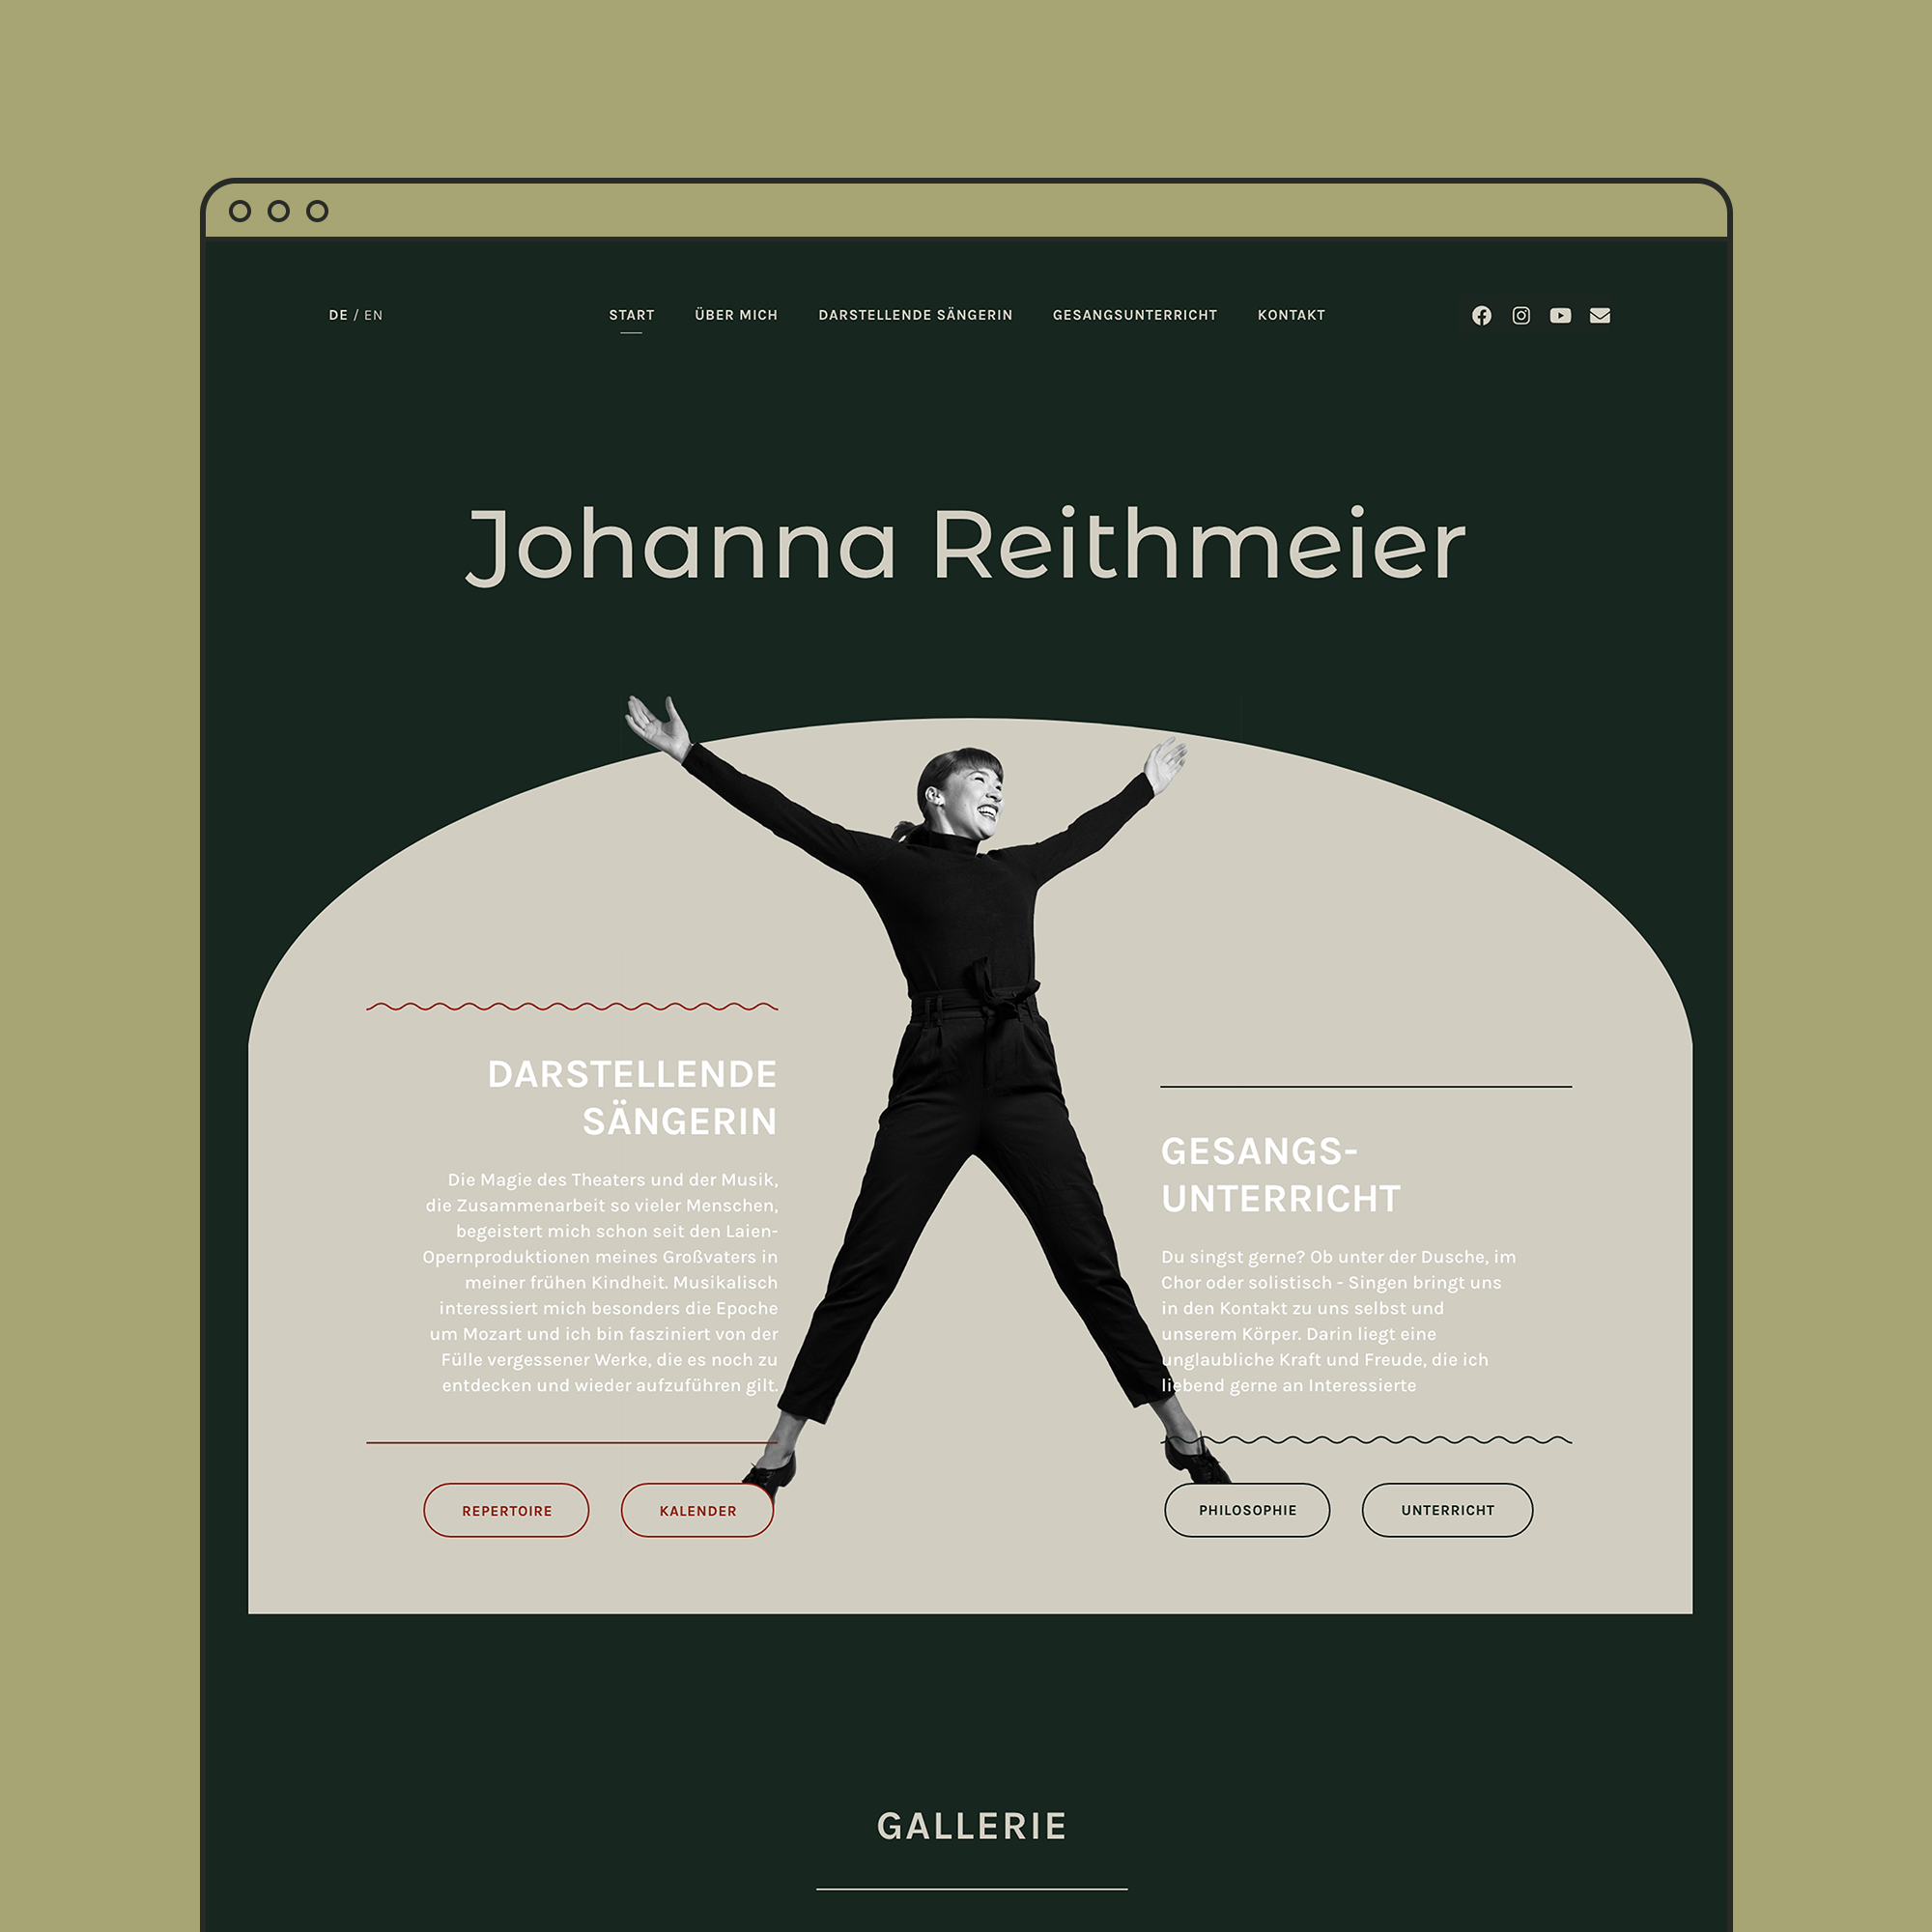 DE / EN
START ÜBER MICH DARSTELLENDE SÄNGERIN GESANGSUNTERRICHT KONTAKT
Johanna Reithmeier
DARSTELLENDE
SÄNGERIN
Die Magie des Theaters und der Musik,
die Zusammenarbeit so vieler Menschen,
begeistert mich schon seit den Laien-
Opernproduktionen meines Großvaters in
meiner frühen Kindheit. Musikalisch
interessiert mich besonders die Epoche
um Mozart und ich bin fasziniert von der
Fülle vergessener Werke, die es noch zu
entdecken und wieder aufzuführen gilt.
REPERTOIRE
KALENDER
GESANGS-
UNTERRICHT
Du singst gerne? Ob unter der Dusche, im
Chor oder solistisch - Singen bringt uns
in den Kontakt zu uns selbst und
unserem Körper. Darin liegt eine
unglaubliche Kraft und Freude, die ich
liebend gerne an Interessierte
PHILOSOPHIE
UNTERRICHT
GALLERIE